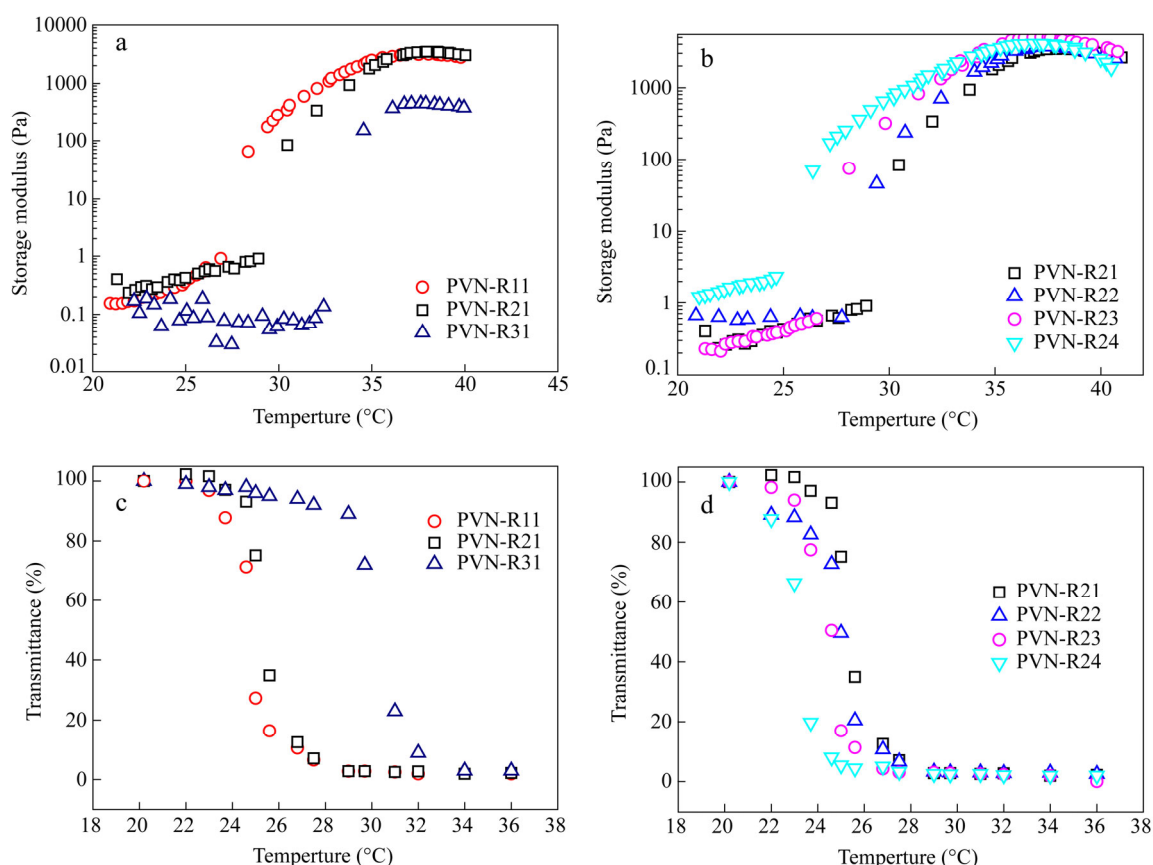 a
10000
1000
100
10
1
0.1
0.01
Storage modulus (Pa)
PVN-R11
PVN-R21
PVN-R31
20 25 30 35 40 45
Temperture (°C)
b
1000
100
10
1
0.1
Storage modulus (Pa)
PVN-R21
PVN-R22
PVN-R23
PVN-R24
20 25 30 35 40
Temperture (°C)
c
100
80
60
40
20
0
Transmittance (%)
PVN-R11
PVN-R21
PVN-R31
18 20 22 24 26 28 30 32 34 36 38
Temperture (°C)
d
100
80
60
40
20
0
Transmittance (%)
PVN-R21
PVN-R22
PVN-R23
PVN-R24
18 20 22 24 26 28 30 32 34 36 38
Temperture (°C)